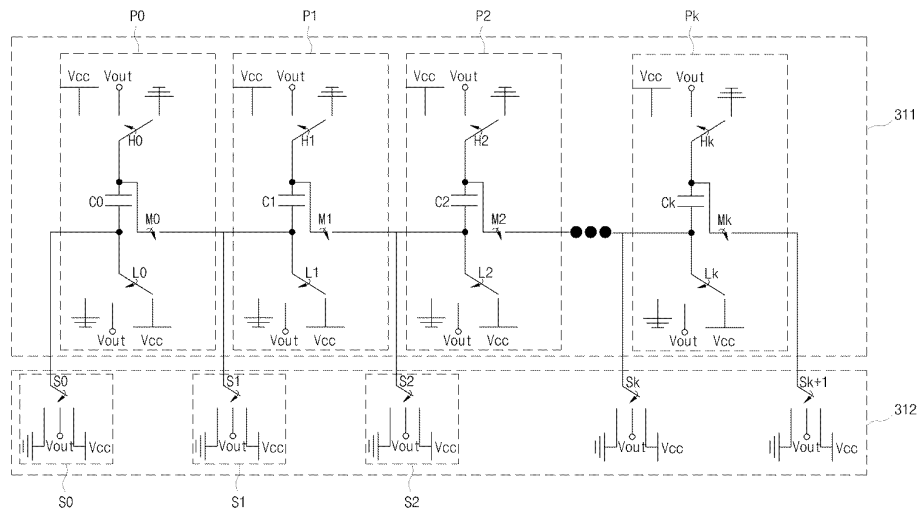 P0 P1 P2 Pk
Vcc Vout Vcc Vout Vcc Vout Vcc Vout
311
H0 H1 H2 Hk
C0 M0 C1 M1 C2 M2 Ck Mk
L0 L1 L2 Lk
Vout Vcc Vout Vcc Vout Vcc Vout Vcc
S0 S1 S2 Sk Sk+1
312
Vout Vcc Vout Vcc Vout Vcc Vout Vcc Vout Vcc
S0 S1 S2